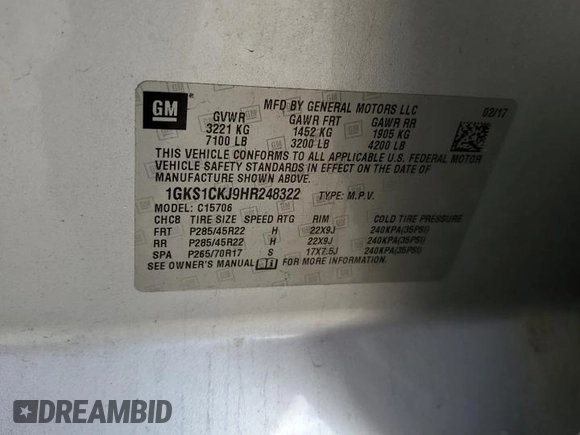 GM
MFD BY GENERAL MOTORS LLC 02/17
GVWR GAWR FRT GAWR RR
3221 KG 1452 KG 1905 KG
7100 LB 3200 LB 4200 LB
THIS VEHICLE CONFORMS TO ALL APPLICABLE U.S. FEDERAL MOTOR
VEHICLE SAFETY STANDARDS IN EFFECT ON THE DATE OF
MANUFACTURE SHOWN ABOVE.
1GKS1CKJ9HR248322 TYPE: M.P.V.
MODEL: C15706
CHCB TIRE SIZE SPEED RTG RIM COLD TIRE PRESSURE
FRT P285/45R22 H 22X9J 240KPA(35PSI)
RR P285/45R22 H 22X9J 240KPA(35PSI)
SPA P265/70R17 S 17X7.5J 240KPA(35PSI)
SEE OWNER'S MANUAL FOR MORE INFORMATION.
DREAMBID